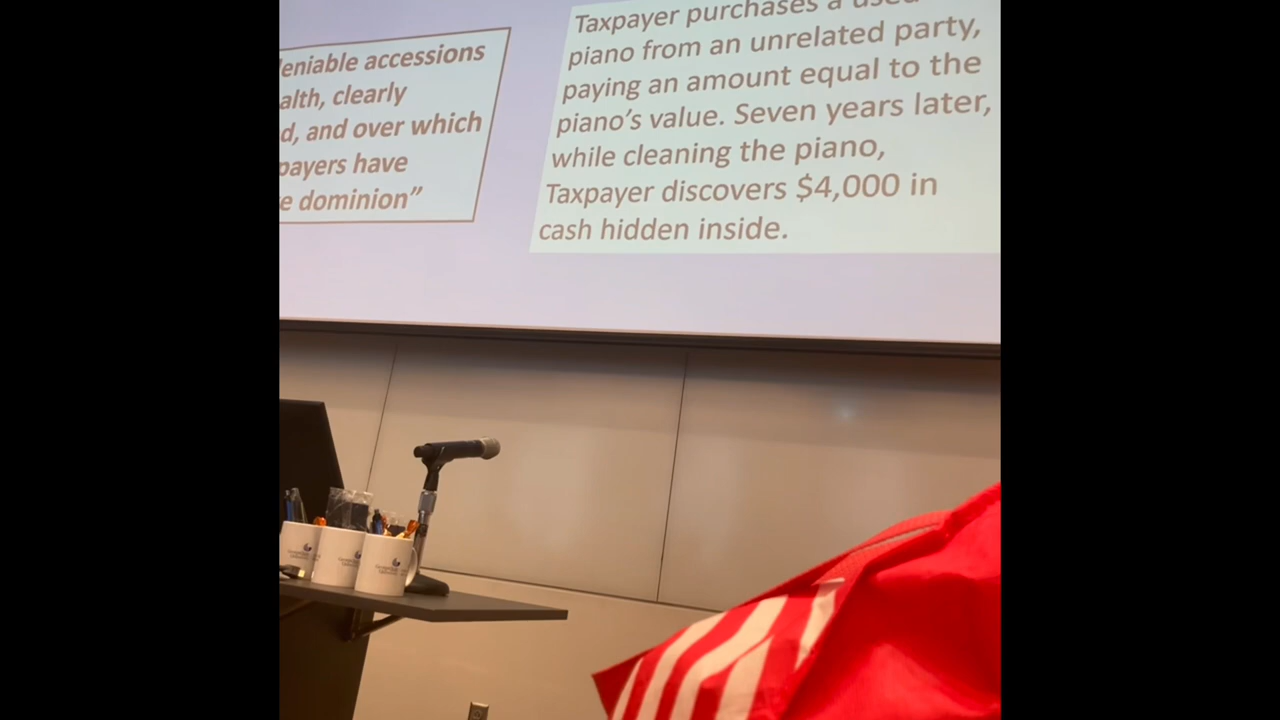 eniable accessions
alth, clearly
d, and over which
payers have
e dominion”
Taxpayer purchases a used
piano from an unrelated party,
paying an amount equal to the
piano’s value. Seven years later,
while cleaning the piano,
Taxpayer discovers $4,000 in
cash hidden inside.